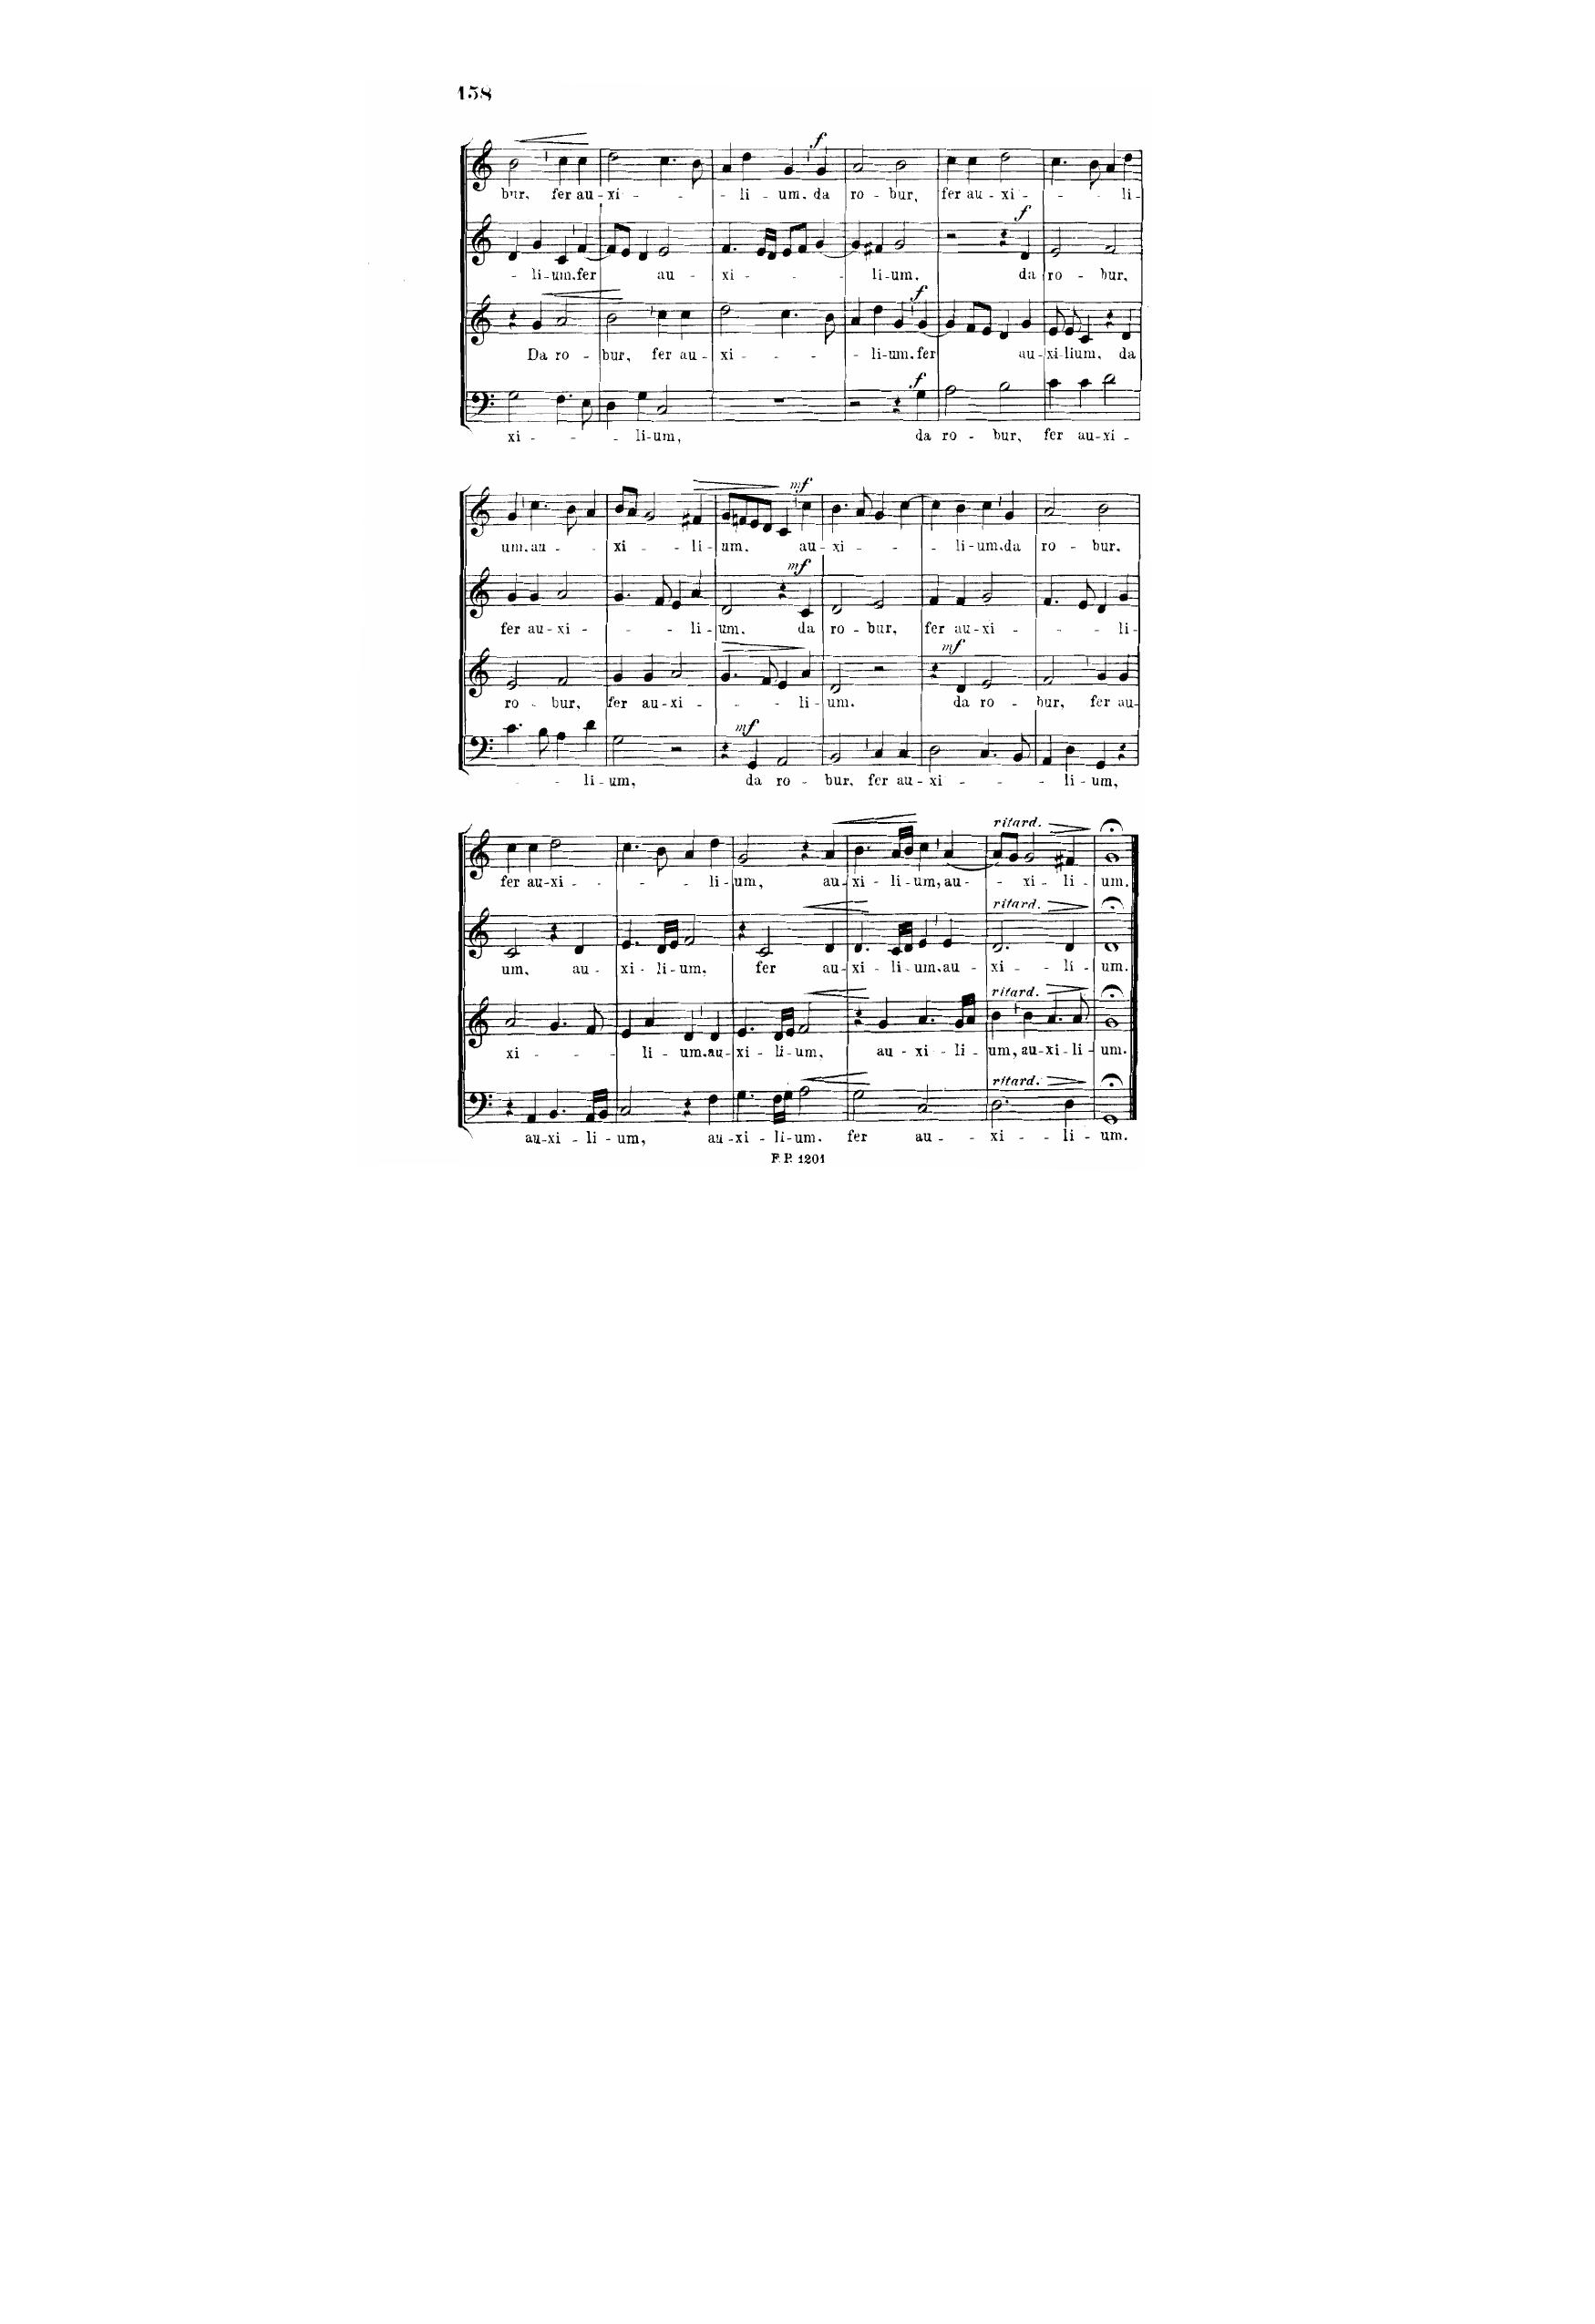 158
f
bur. fer au - xi - - - - li - um. da ro - bur, fer au - xi - - - - li-
f
- li-um. fer au - xi - - - - li-um. da ro - bur,
f
Da ro - bur, fer au - xi - - - - li-um. fer au-xi-lium, da
f
xi - - - - li-um, da ro - bur, fer au-xi -
mf
um. au - - xi - - li-um. au-xi - - - li-um. da ro - bur.
mf
fer au-xi - - - li-um. da ro - bur, fer au-xi - - - li-
mf
ro - bur, fer au-xi - - - li-um. da ro - bur, fer au-
mf
- - li-um, da ro - bur. fer au-xi - - - li-um,
ritard.
fer au-xi - - - - li-um, au-xi - li-um, au - - xi - li-um.
ritard.
um. au - xi - li-um. fer au-xi - li-um. au-xi - - li-um.
ritard.
xi - - - li-um. au-xi - li-um, au - xi - li-um, au-xi-li-um.
ritard.
au-xi - li-um, au-xi - li-um. fer au - - xi - li-um.
F. P. 1201